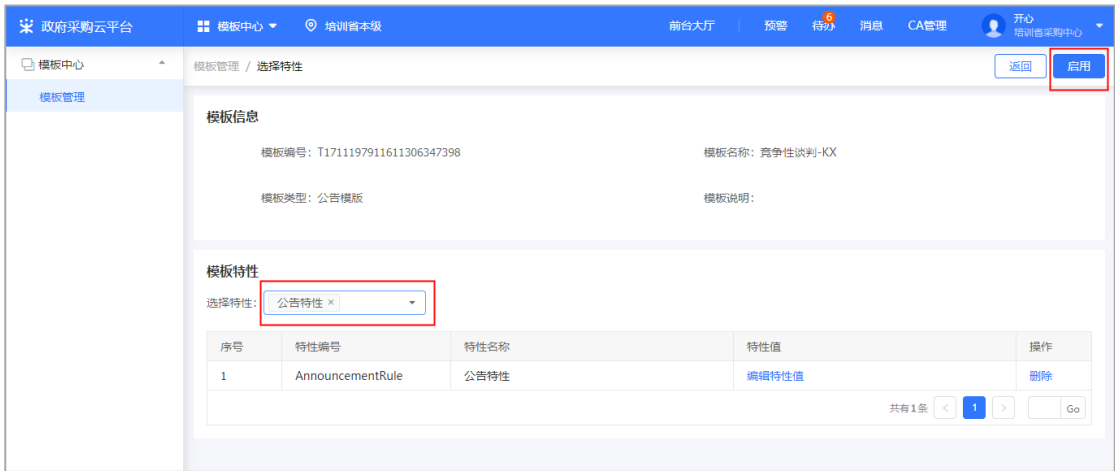 政府采购云平台 模板中心 培训省本级 前台大厅 预警 待办 6 消息 CA管理 开心
培训省采购中心
模板中心 模板管理 / 选择特性 返回 启用
模板管理
模板信息
模板编号: T1711197911611306347398 模板名称: 竞争性谈判-KX
模板类型: 公告模版 模板说明:
模板特性
选择特性: 公告特性 ×
序号 特性编号 特性名称 特性值 操作
1 AnnouncementRule 公告特性 编辑特性值 删除
共有1条 < 1 > Go